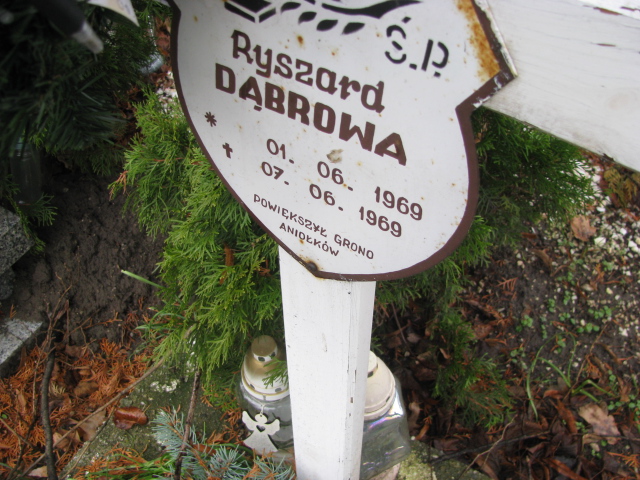 Ś.P.
Ryszard
DĄBROWA
* 01. 06. 1969
✝ 07. 06. 1969
POWIĘKSZYŁ GRONO
ANIOŁKÓW